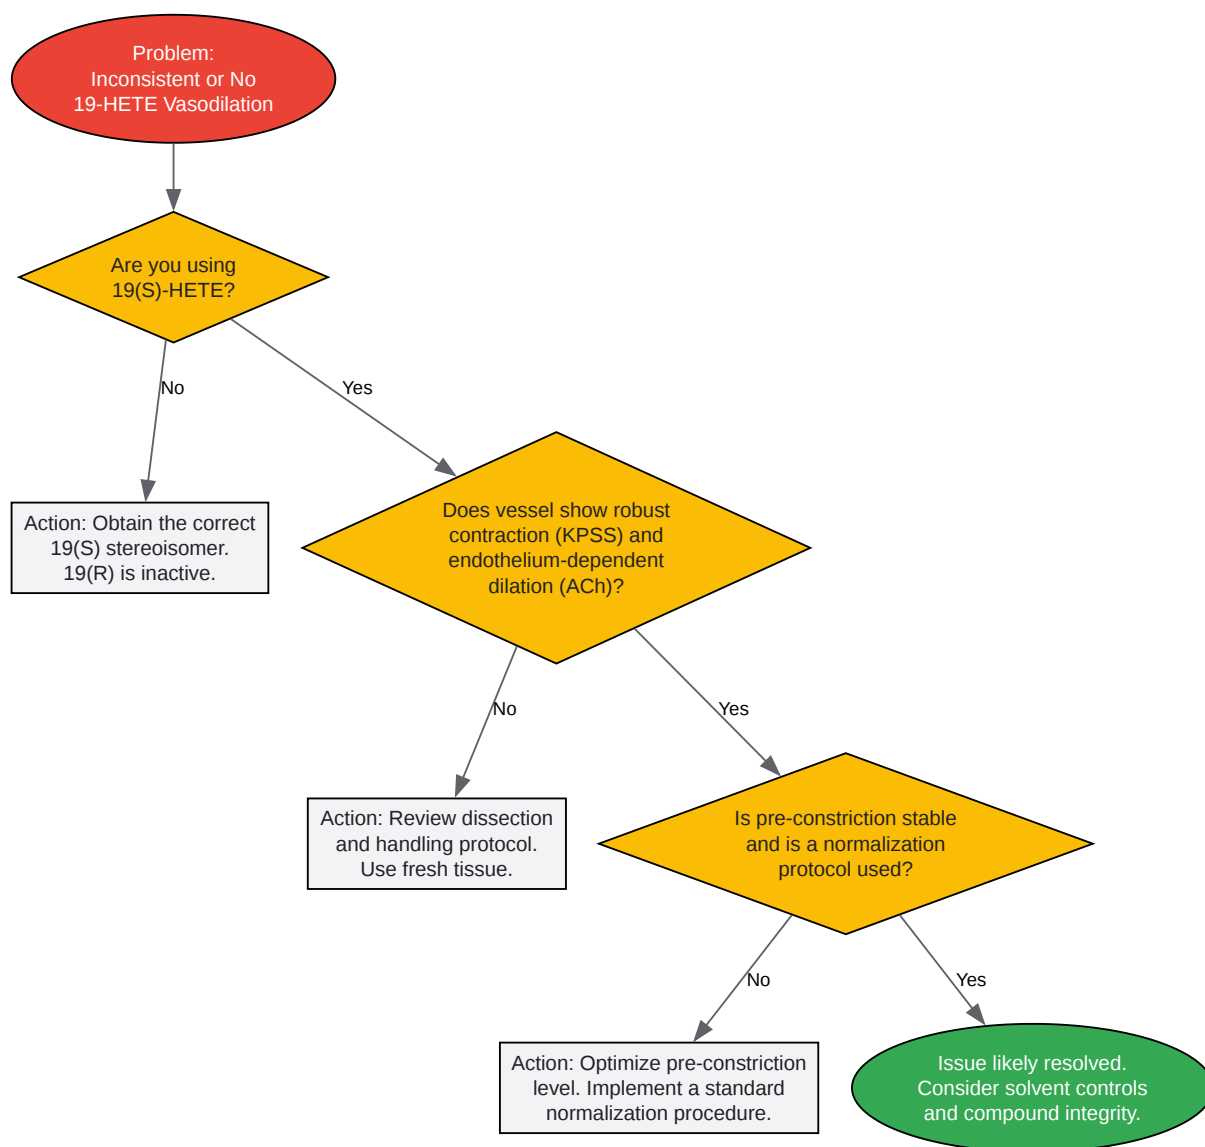 Problem:
Inconsistent or No
19-HETE Vasodilation
Are you using
19(S)-HETE?
No
Yes
Action: Obtain the correct
19(S) stereoisomer.
19(R) is inactive.
Does vessel show robust
contraction (KPSS) and
endothelium-dependent
dilation (ACh)?
No
Yes
Action: Review dissection
and handling protocol.
Use fresh tissue.
Is pre-constriction stable
and is a normalization
protocol used?
No
Yes
Action: Optimize pre-constriction
level. Implement a standard
normalization procedure.
Issue likely resolved.
Consider solvent controls
and compound integrity.